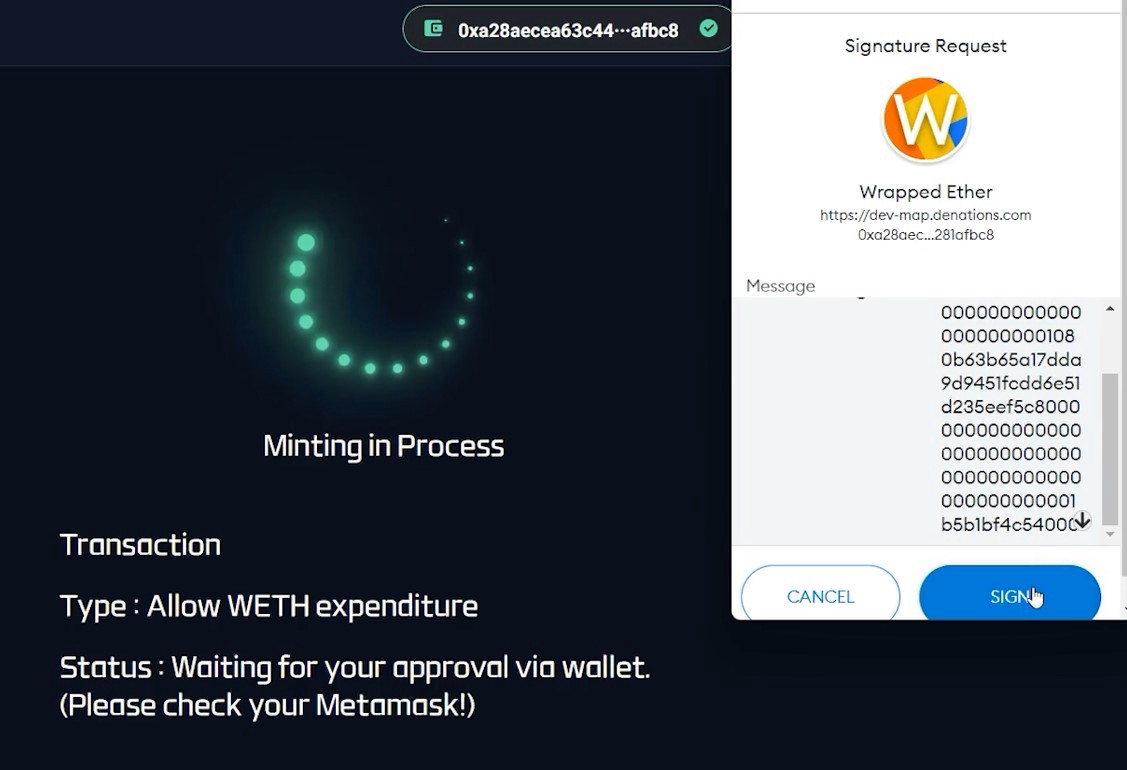 0xa28aecea63c44···afbc8
Minting in Process
Transaction
Type : Allow WETH expenditure
Status : Waiting for your approval via wallet.
(Please check your Metamask!)
Signature Request
W
Wrapped Ether
https://dev-map.denations.com
0xa28aec...281afbc8
Message
000000000000
000000000108
0b63b65a17dda
9d9451fcdd6e51
d235eef5c8000
000000000000
000000000000
000000000000
000000000001
b5b1bf4c54000
CANCEL
SIGN